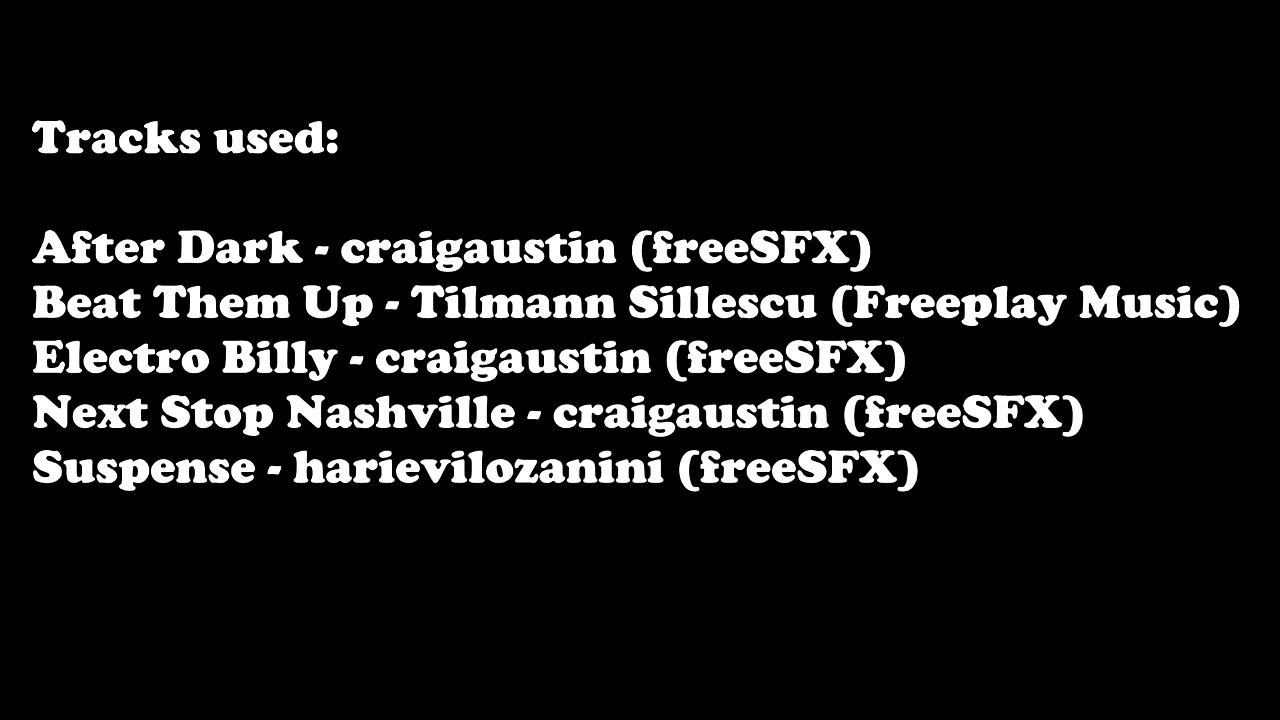 Tracks used:
After Dark - craigaustin (freeSFX)
Beat Them Up - Tilmann Sillescu (Freeplay Music)
Electro Billy - craigaustin (freeSFX)
Next Stop Nashville - craigaustin (freeSFX)
Suspense - harievilozanini (freeSFX)